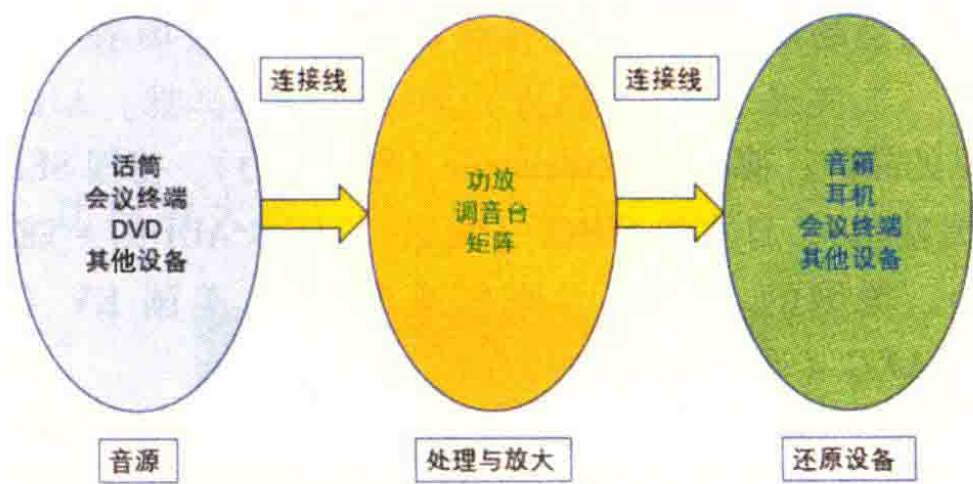 连接线
连接线
话筒
会议终端
DVD
其他设备
功放
调音台
矩阵
音箱
耳机
会议终端
其他设备
音源
处理与放大
还原设备